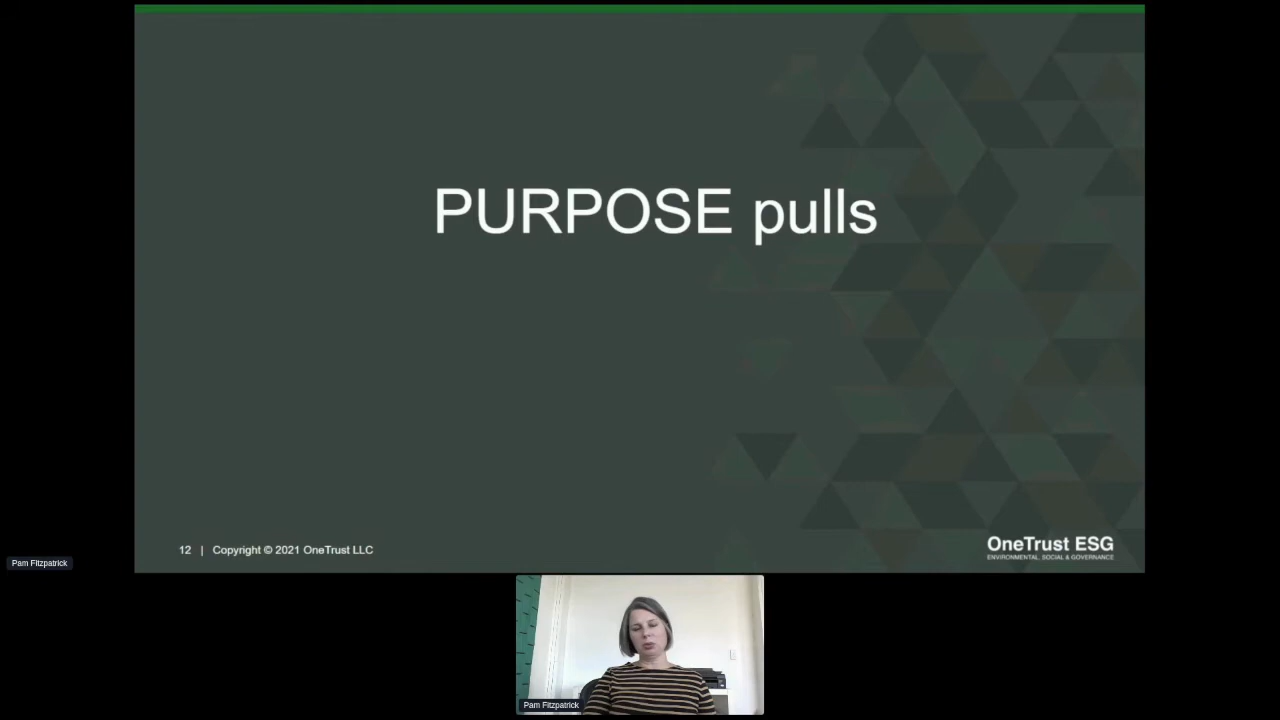 PURPOSE pulls
12 | Copyright © 2021 OneTrust LLC
OneTrust ESG
ENVIRONMENTAL, SOCIAL & GOVERNANCE
Pam Fitzpatrick
Pam Fitzpatrick